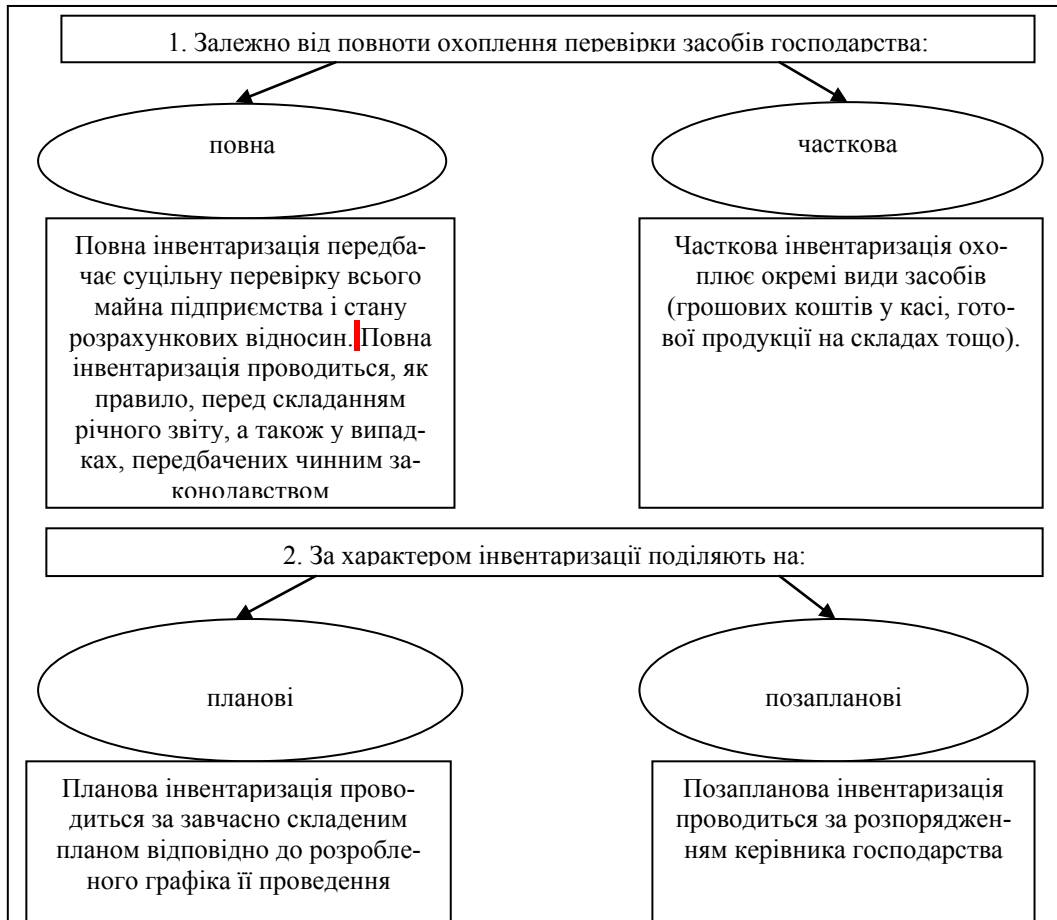 1. Залежно від повноти охоплення перевірки засобів господарства:
повна
часткова
Повна інвентаризація передба-
чає суцільну перевірку всього
майна підприємства і стану
розрахункових відносин. Повна
інвентаризація проводиться, як
правило, перед складанням
річного звіту, а також у випад-
ках, передбачених чинним за-
конодавством
Часткова інвентаризація охо-
плює окремі види засобів
(грошових коштів у касі, гото-
вої продукції на складах тощо).
2. За характером інвентаризації поділяють на:
планові
позапланові
Планова інвентаризація прово-
диться за завчасно складеним
планом відповідно до розробле-
ного графіка її проведення
Позапланова інвентаризація
проводиться за розпоряджен-
ням керівника господарства